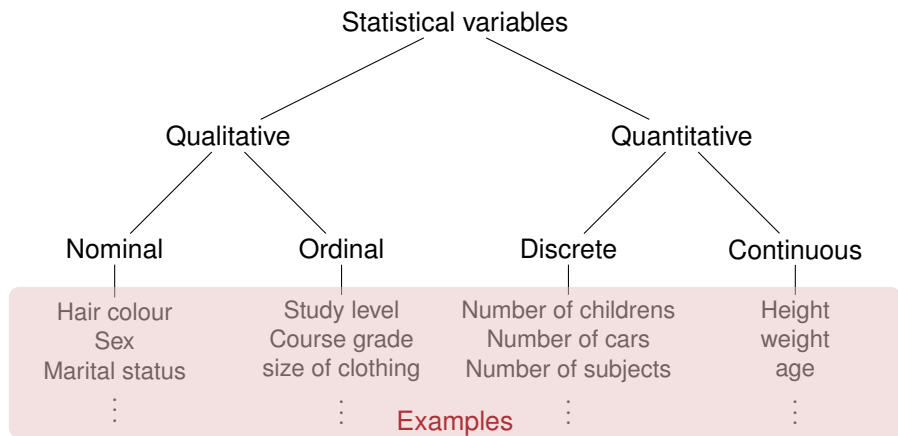 Statistical variables
Qualitative
Quantitative
Nominal
Ordinal
Discrete
Continuous
Hair colour
Sex
Marital status
⋮
Study level
Course grade
size of clothing
⋮
Number of childrens
Number of cars
Number of subjects
⋮
Height
weight
age
⋮
Examples